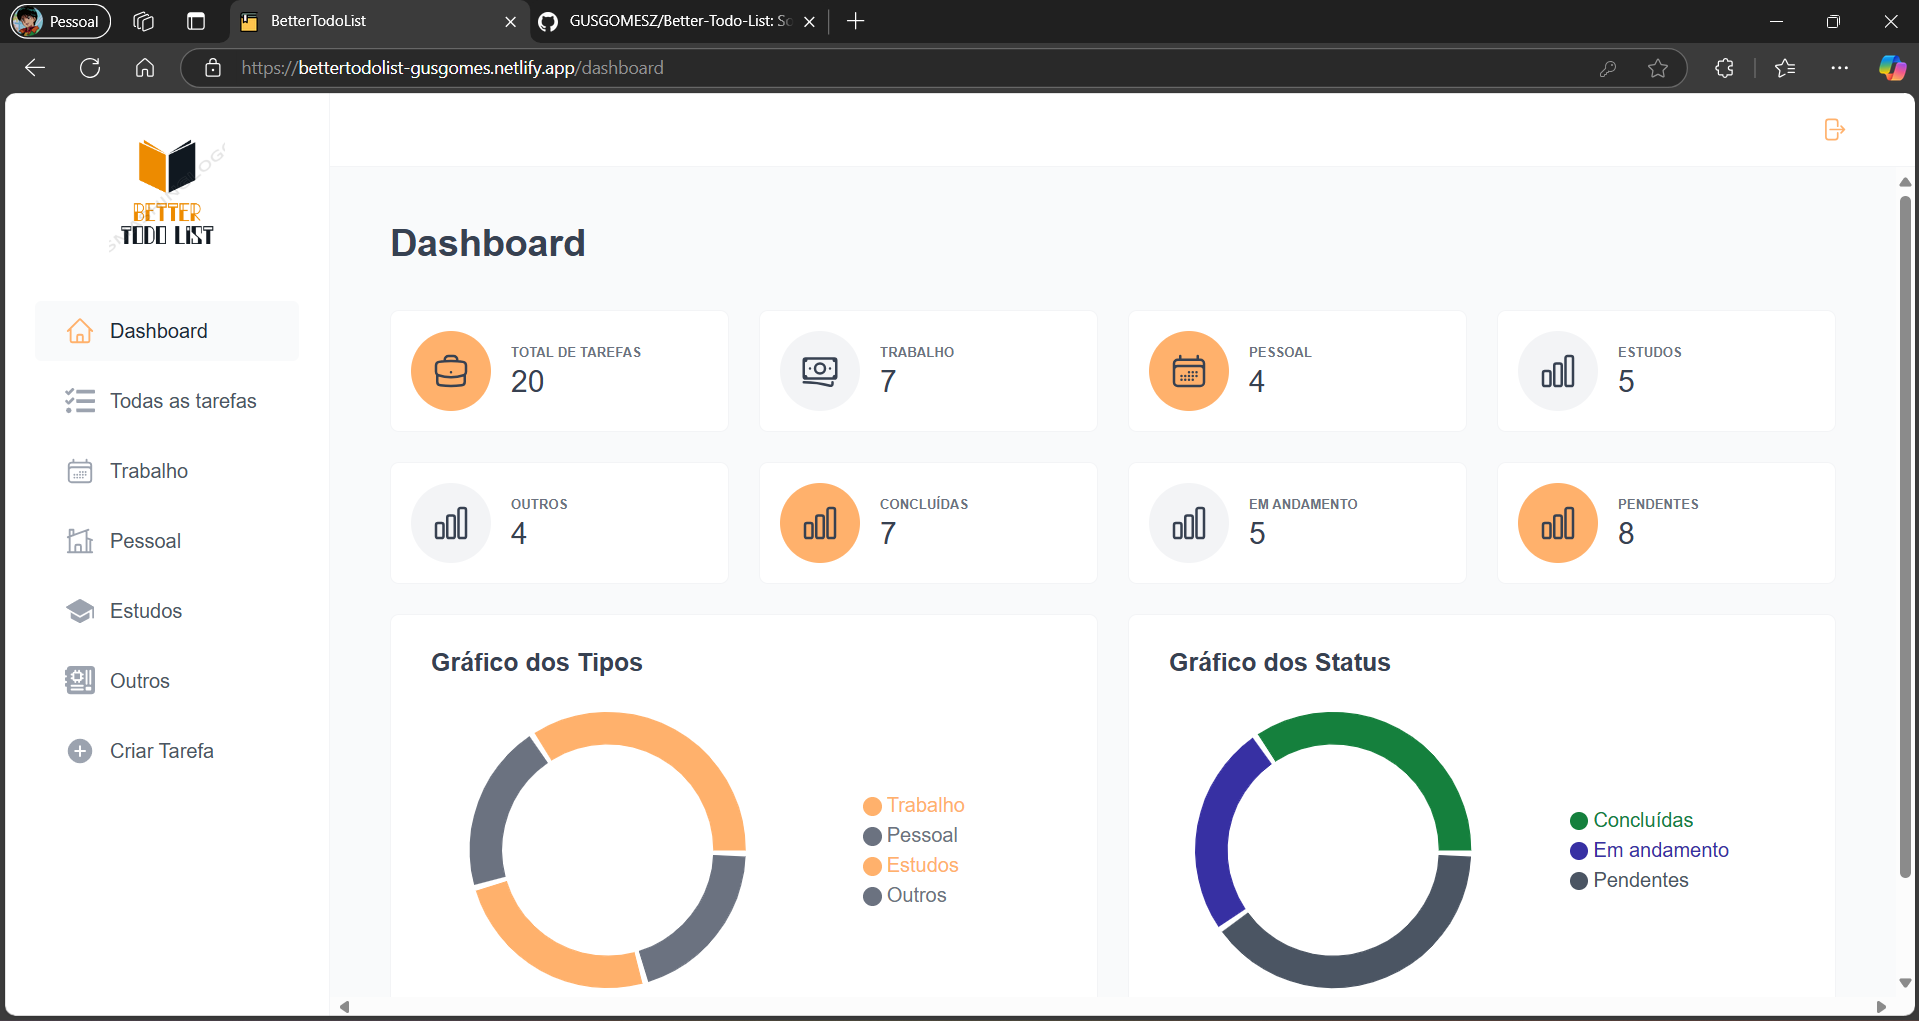 Pessoal
BetterTodoList
GUSGOMESZ/Better-Todo-List: So
https://bettertodolist-gusgomes.netlify.app/dashboard
BETTER
TODO LIST
Dashboard
Todas as tarefas
Trabalho
Pessoal
Estudos
Outros
Criar Tarefa
Dashboard
TOTAL DE TAREFAS
20
TRABALHO
7
PESSOAL
4
ESTUDOS
5
OUTROS
4
CONCLUÍDAS
7
EM ANDAMENTO
5
PENDENTES
8
Gráfico dos Tipos
Trabalho
Pessoal
Estudos
Outros
Gráfico dos Status
Concluídas
Em andamento
Pendentes